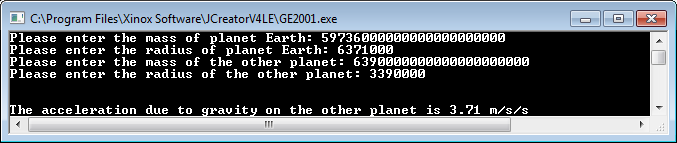 C:\Program Files\Xinox Software\JCreatorV4LE\GE2001.exe
Please enter the mass of planet Earth: 59736000000000000000000
Please enter the radius of planet Earth: 6371000
Please enter the mass of the other planet: 6390000000000000000000
Please enter the radius of the other planet: 3390000
The acceleration due to gravity on the other planet is 3.71 m/s/s